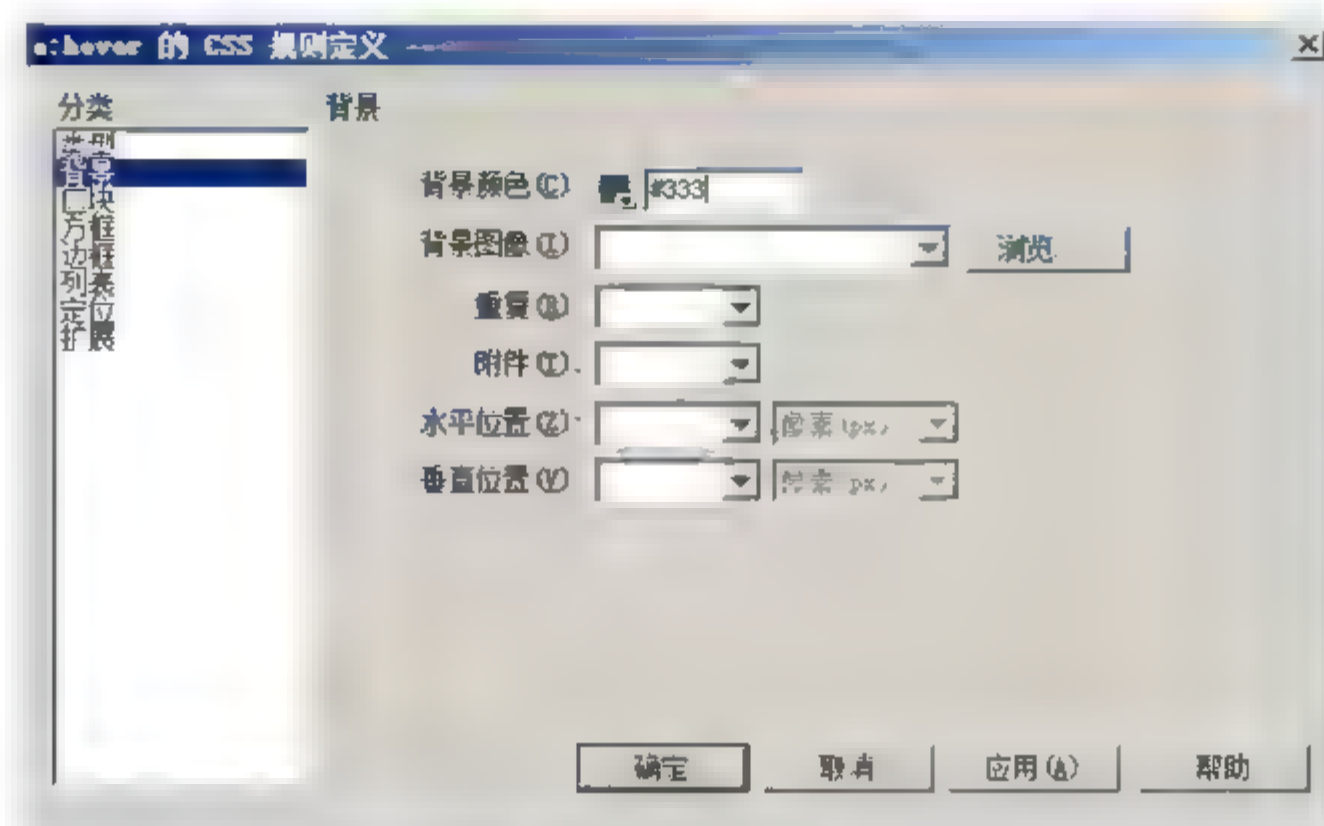 a:hover 的 CSS 规则定义
分类
背景
类型
背景
区块
方框
边框
列表
定位
扩展
背景颜色(C)
#333
背景图像(I)
浏览
重复(R)
附件(T)
水平位置(Z)
像素(px)
垂直位置(V)
像素(px)
确定
取消
应用(A)
帮助